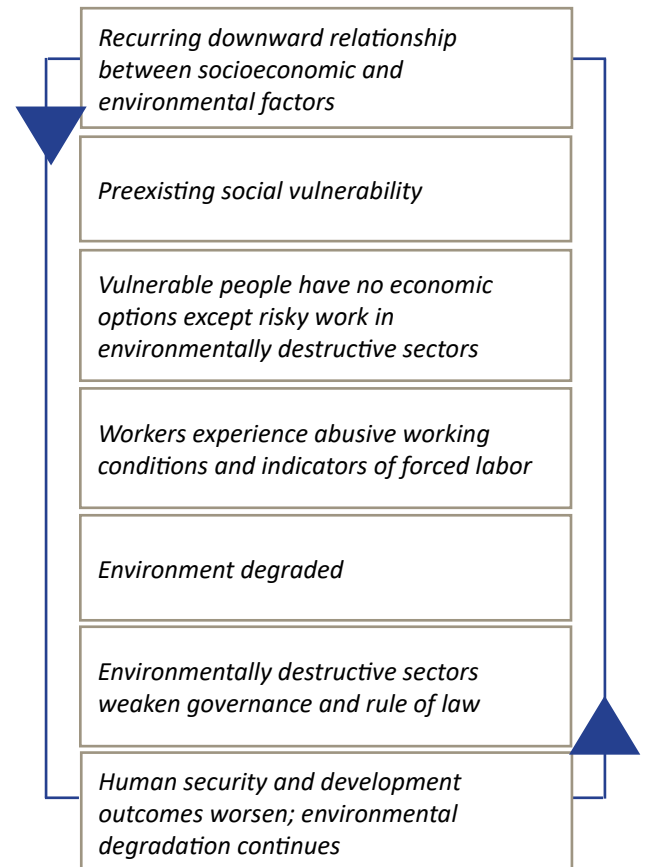 Recurring downward relationship
between socioeconomic and
environmental factors
Preexisting social vulnerability
Vulnerable people have no economic
options except risky work in
environmentally destructive sectors
Workers experience abusive working
conditions and indicators of forced labor
Environment degraded
Environmentally destructive sectors
weaken governance and rule of law
Human security and development
outcomes worsen; environmental
degradation continues